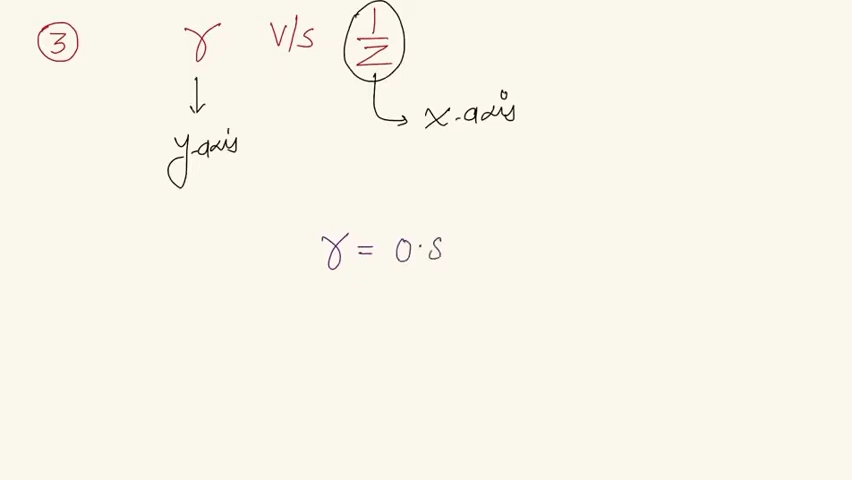 3 r v/s 1/Z
x-axis
y-axis
r = 0.5